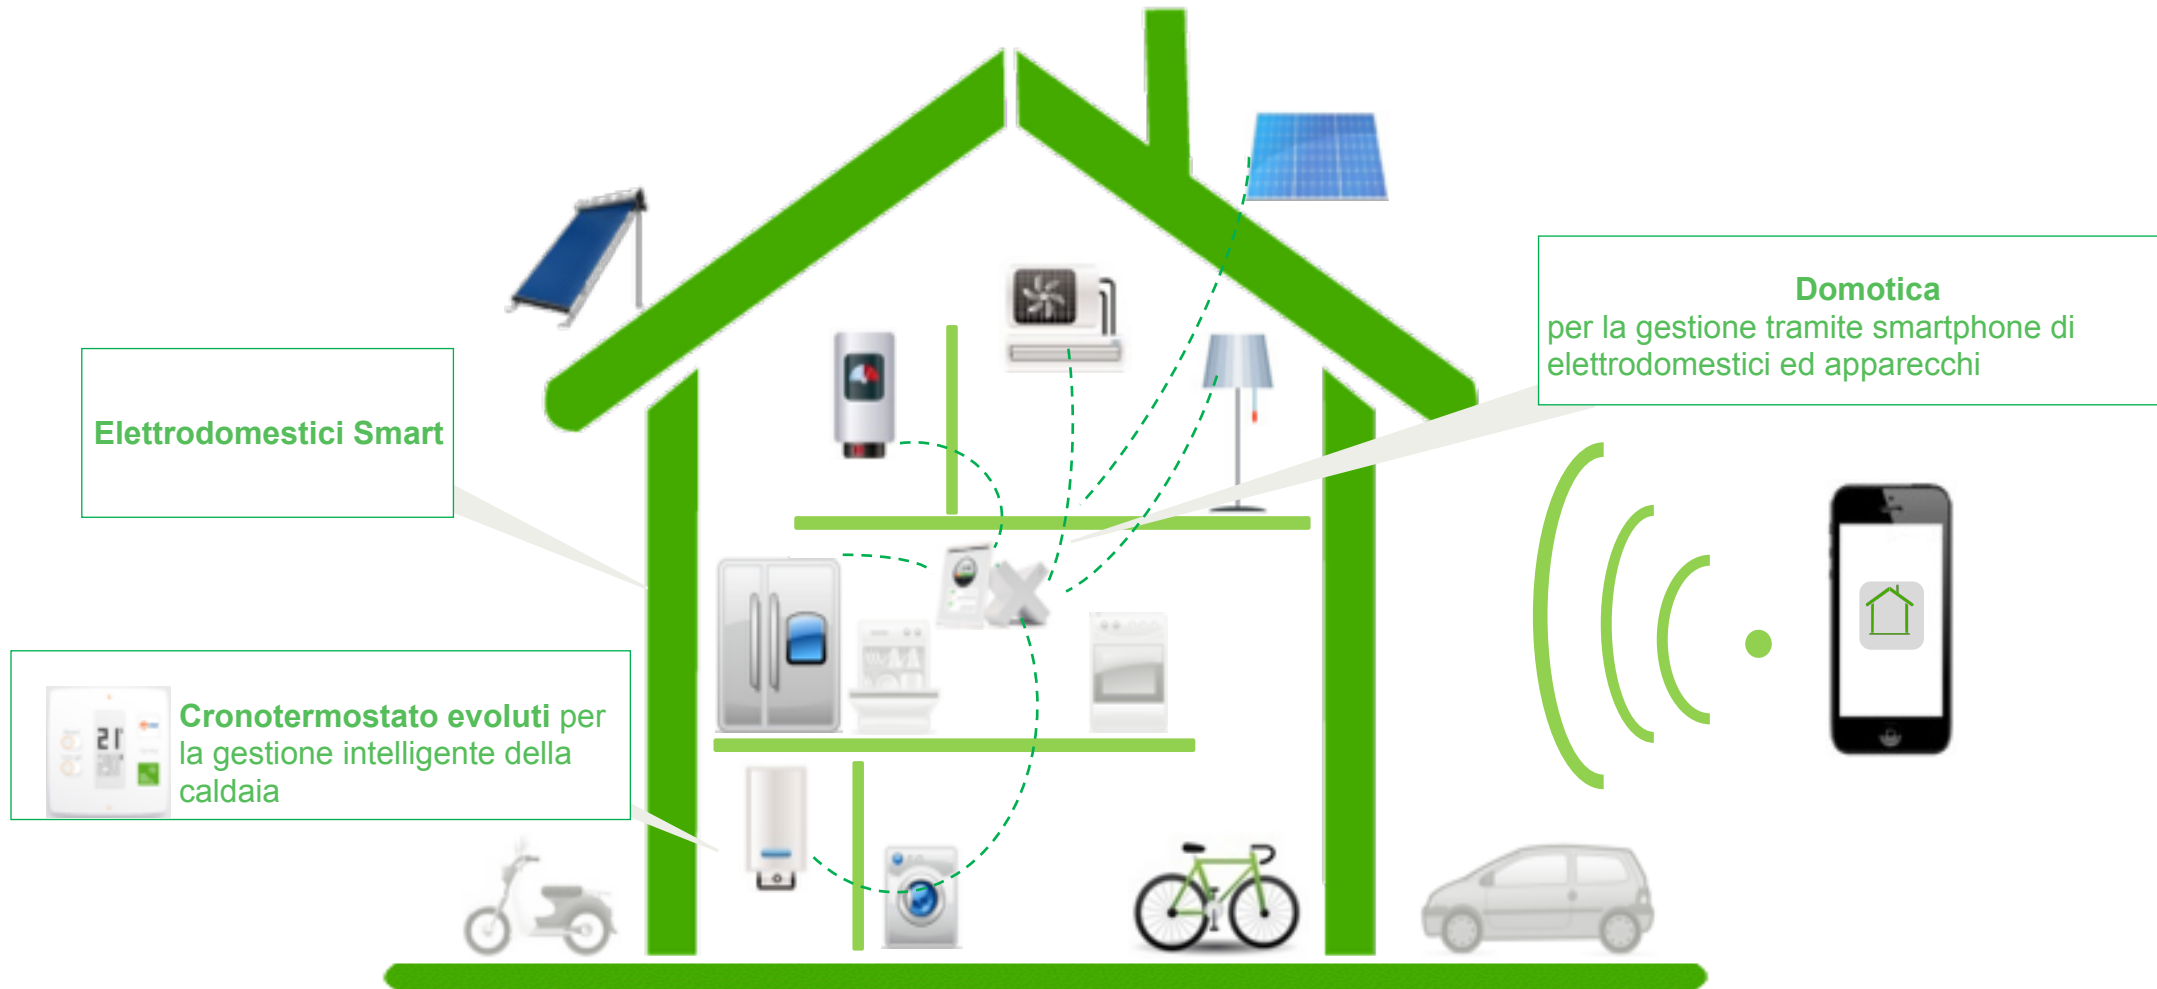 Domotica
per la gestione tramite smartphone di
elettrodomestici ed apparecchi
Elettrodomestici Smart
Cronotermostato evoluti per
la gestione intelligente della
caldaia
21°